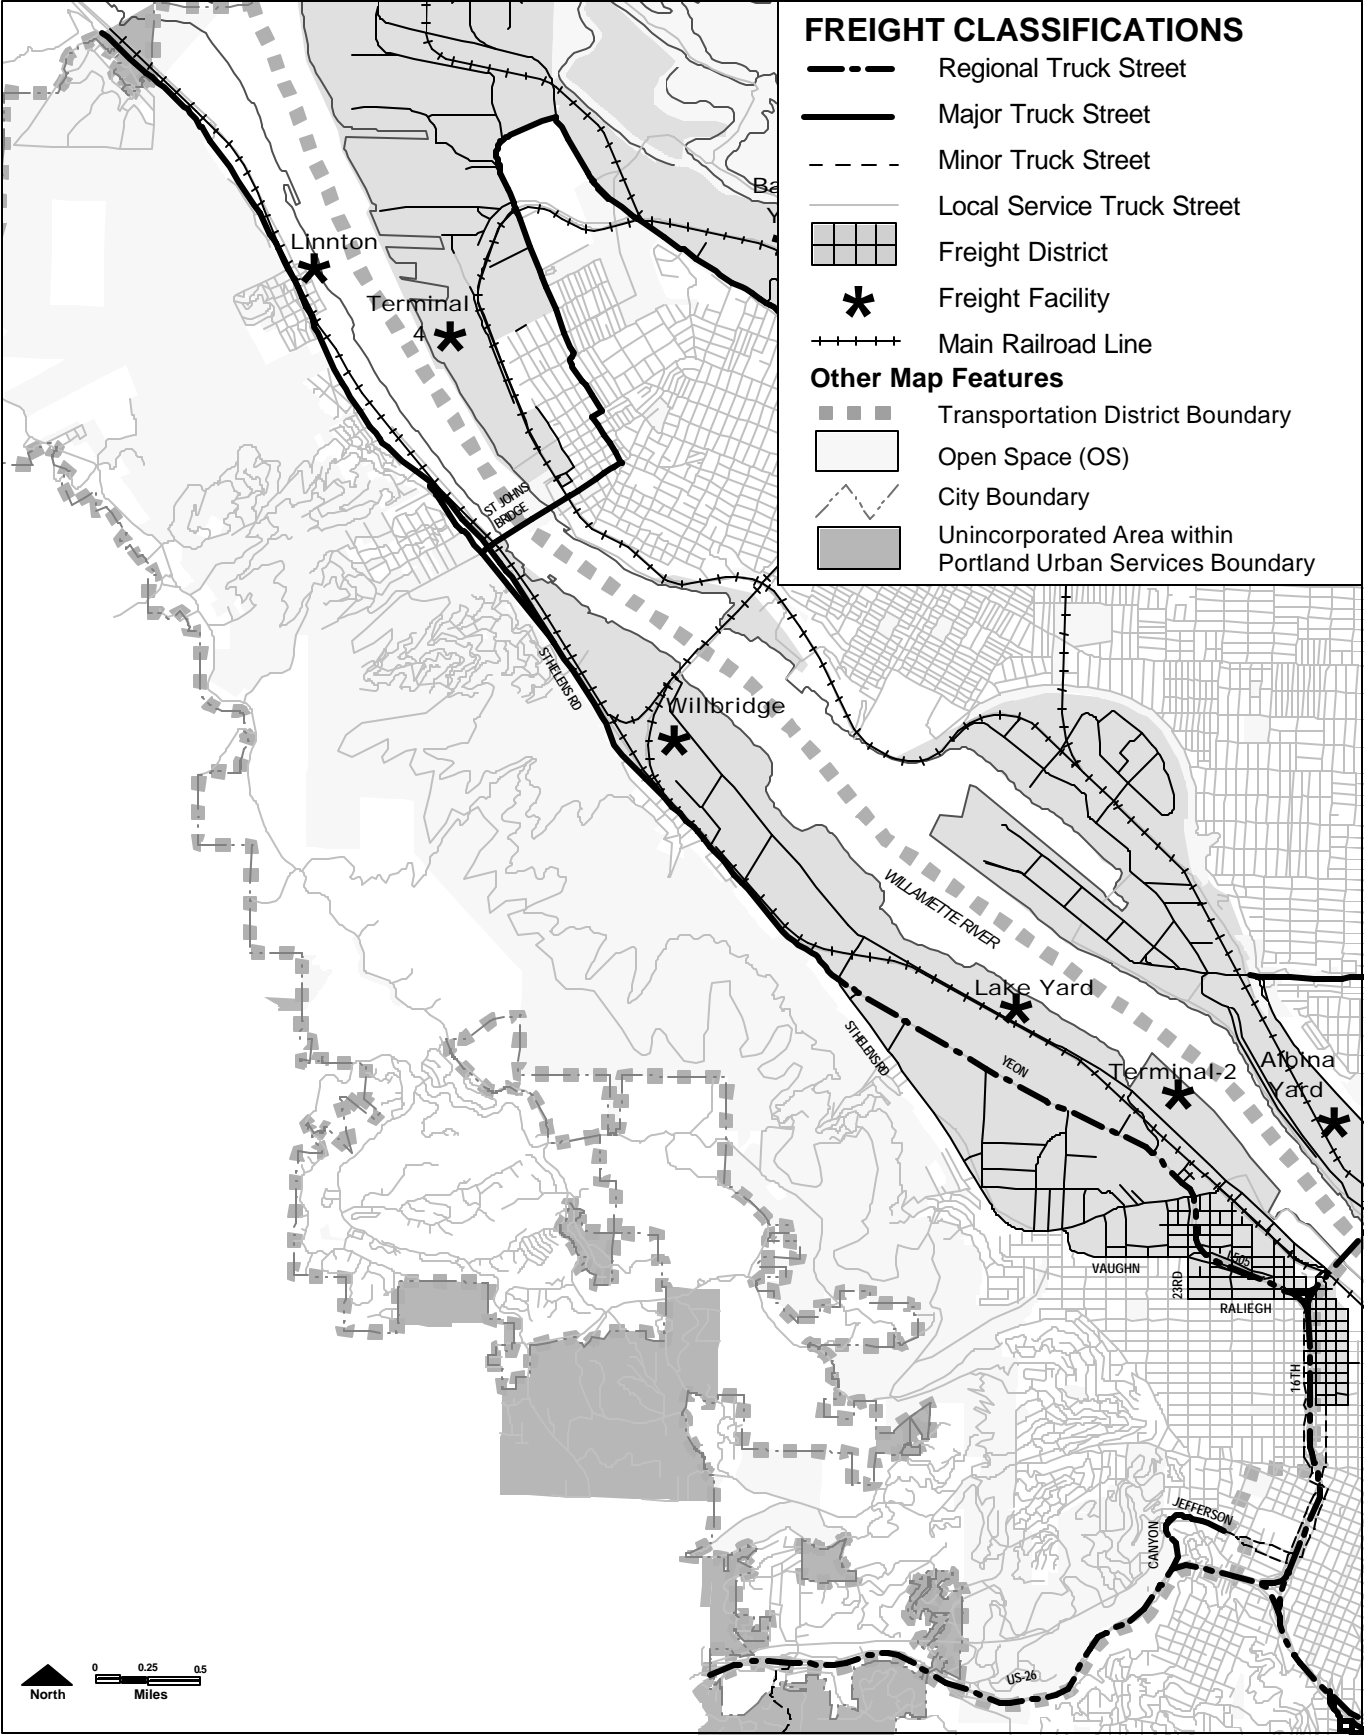 FREIGHT CLASSIFICATIONS
Regional Truck Street
Major Truck Street
Minor Truck Street
Local Service Truck Street
Freight District
Freight Facility
Main Railroad Line
Other Map Features
Transportation District Boundary
Open Space (OS)
City Boundary
Unincorporated Area within
Portland Urban Services Boundary
Ba
Y
Linnton
Terminal
4
ST JOHNS
BRIDGE
ST HELENS RD
Willbridge
WILLAMETTE RIVER
Lake Yard
ST HELENS RD
YEON
Terminal-2
Albina
Yard
VAUGHN
23RD
I-505
RALIEGH
16TH
JEFFERSON
CANYON
US-26
0 0.25 0.5
North Miles